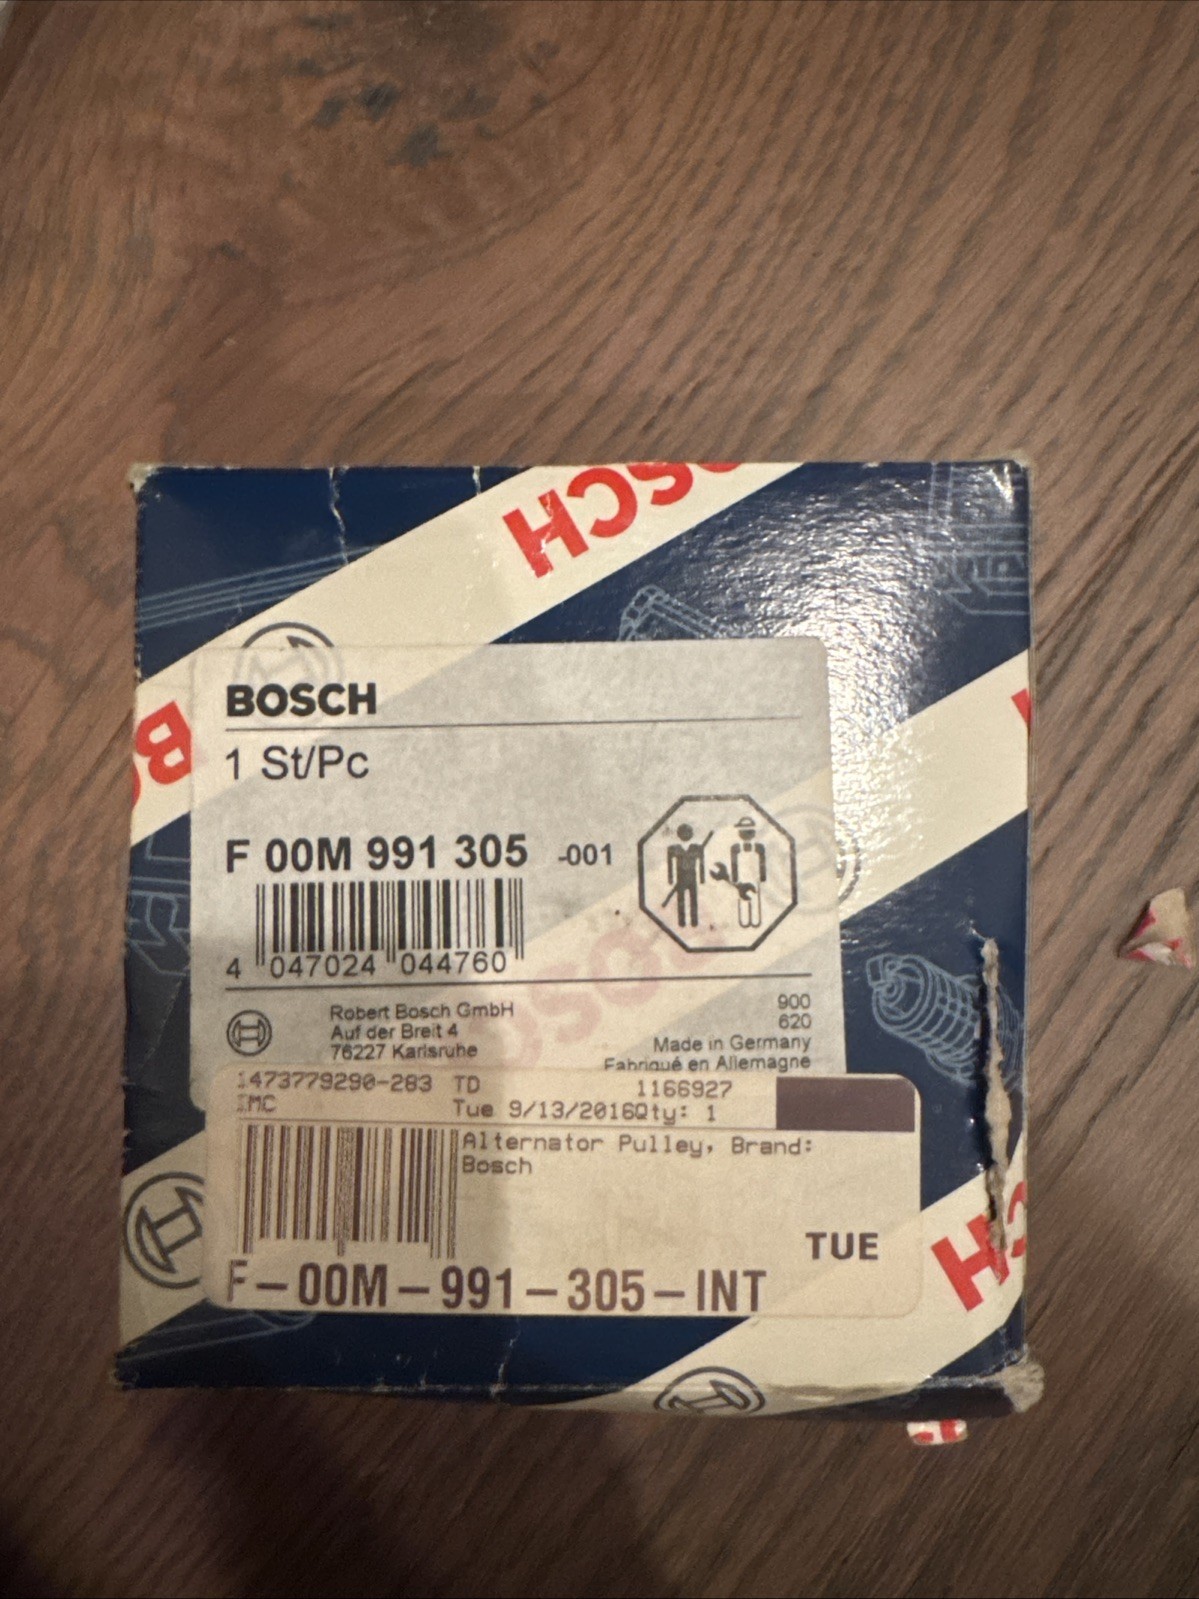 BOSCH
B
BOSCH
1 St/Pc
F 00M 991 305 -001
4 047024 044760
BOSCH
Robert Bosch GmbH
Auf der Breit 4
76227 Karlsruhe
900
620
Made in Germany
Fabriqué en Allemagne
1473779290-283 TD 1166927
IMC Tue 9/13/2016Qty: 1
Alternator Pulley, Brand:
Bosch
TUE
F-00M-991-305-INT
CH